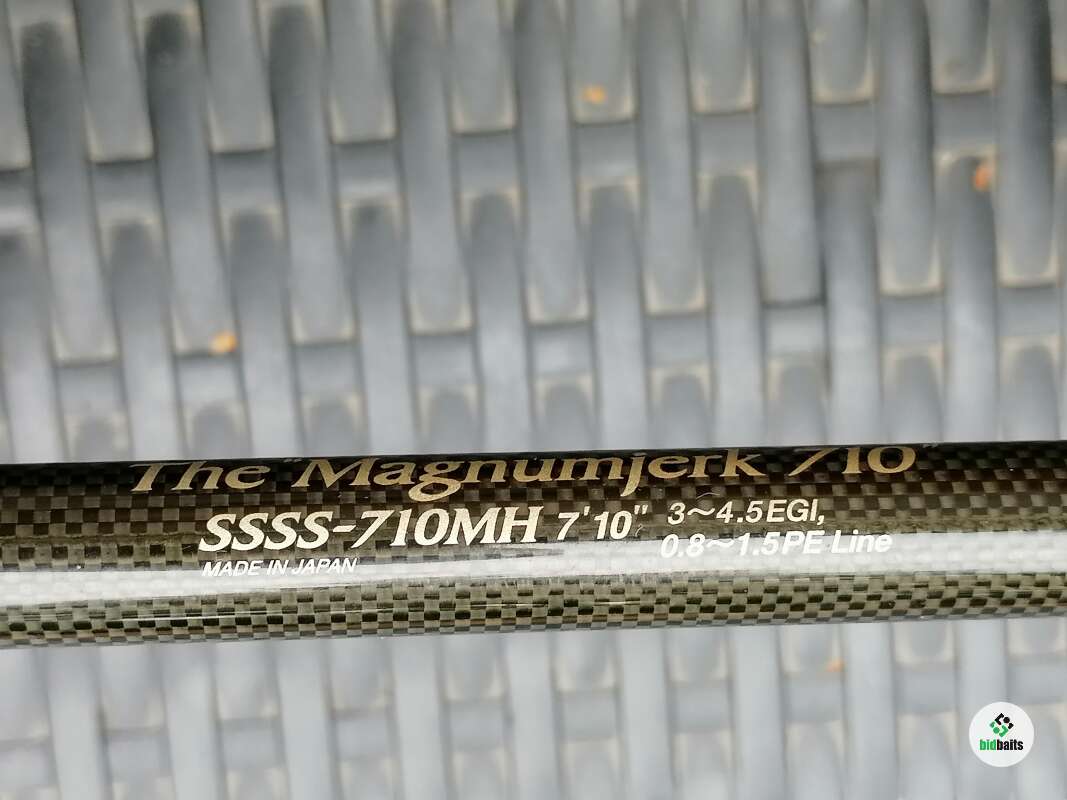 The "Magnumjerk 710"
SSSS-710MH 7'10" 3~4.5EGI,
0.8~1.5PE Line
MADE IN JAPAN
bidbaits